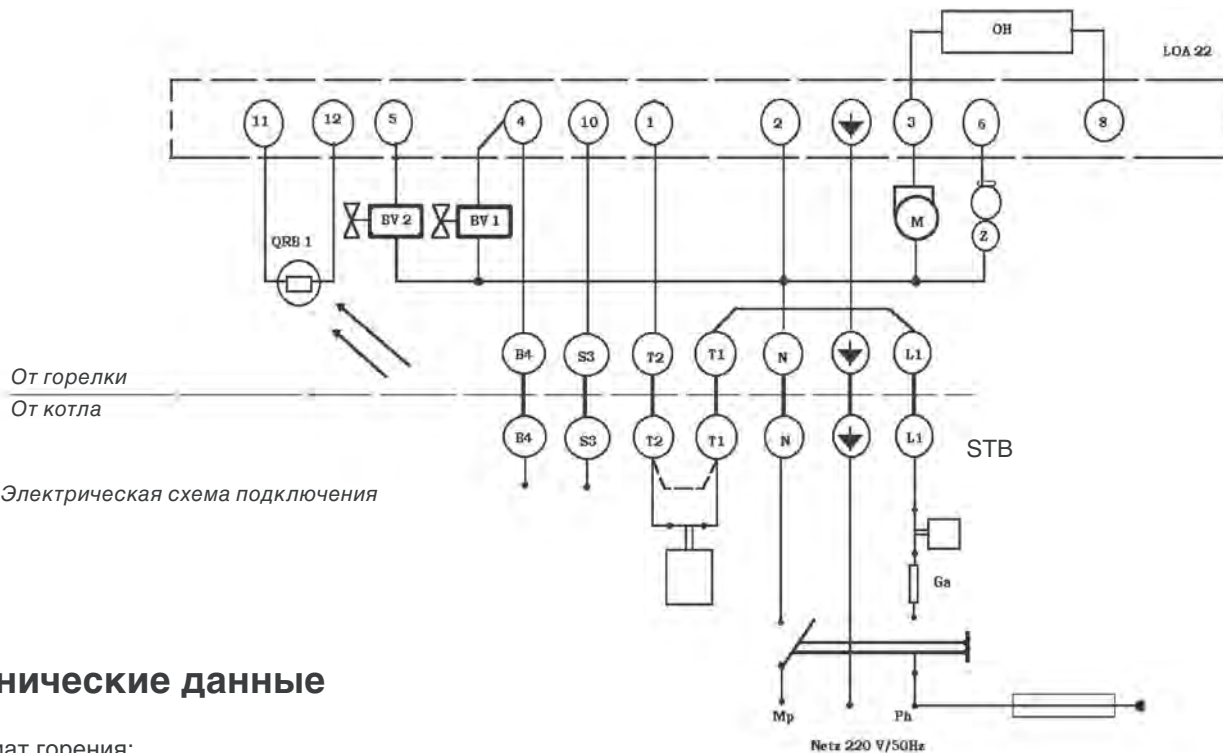 OH
LOA 22
11 12 5 4 10 1 2 3 6 8
BV 2 BV 1 M Z
QRB 1
B4 S3 T2 T1 N L1
От горелки
От котла
B4 S3 T2 T1 N L1
STB
Электрическая схема подключения
Ga
нические данные
Mp Ph
Netz 220 V/50Hz
мат горения: